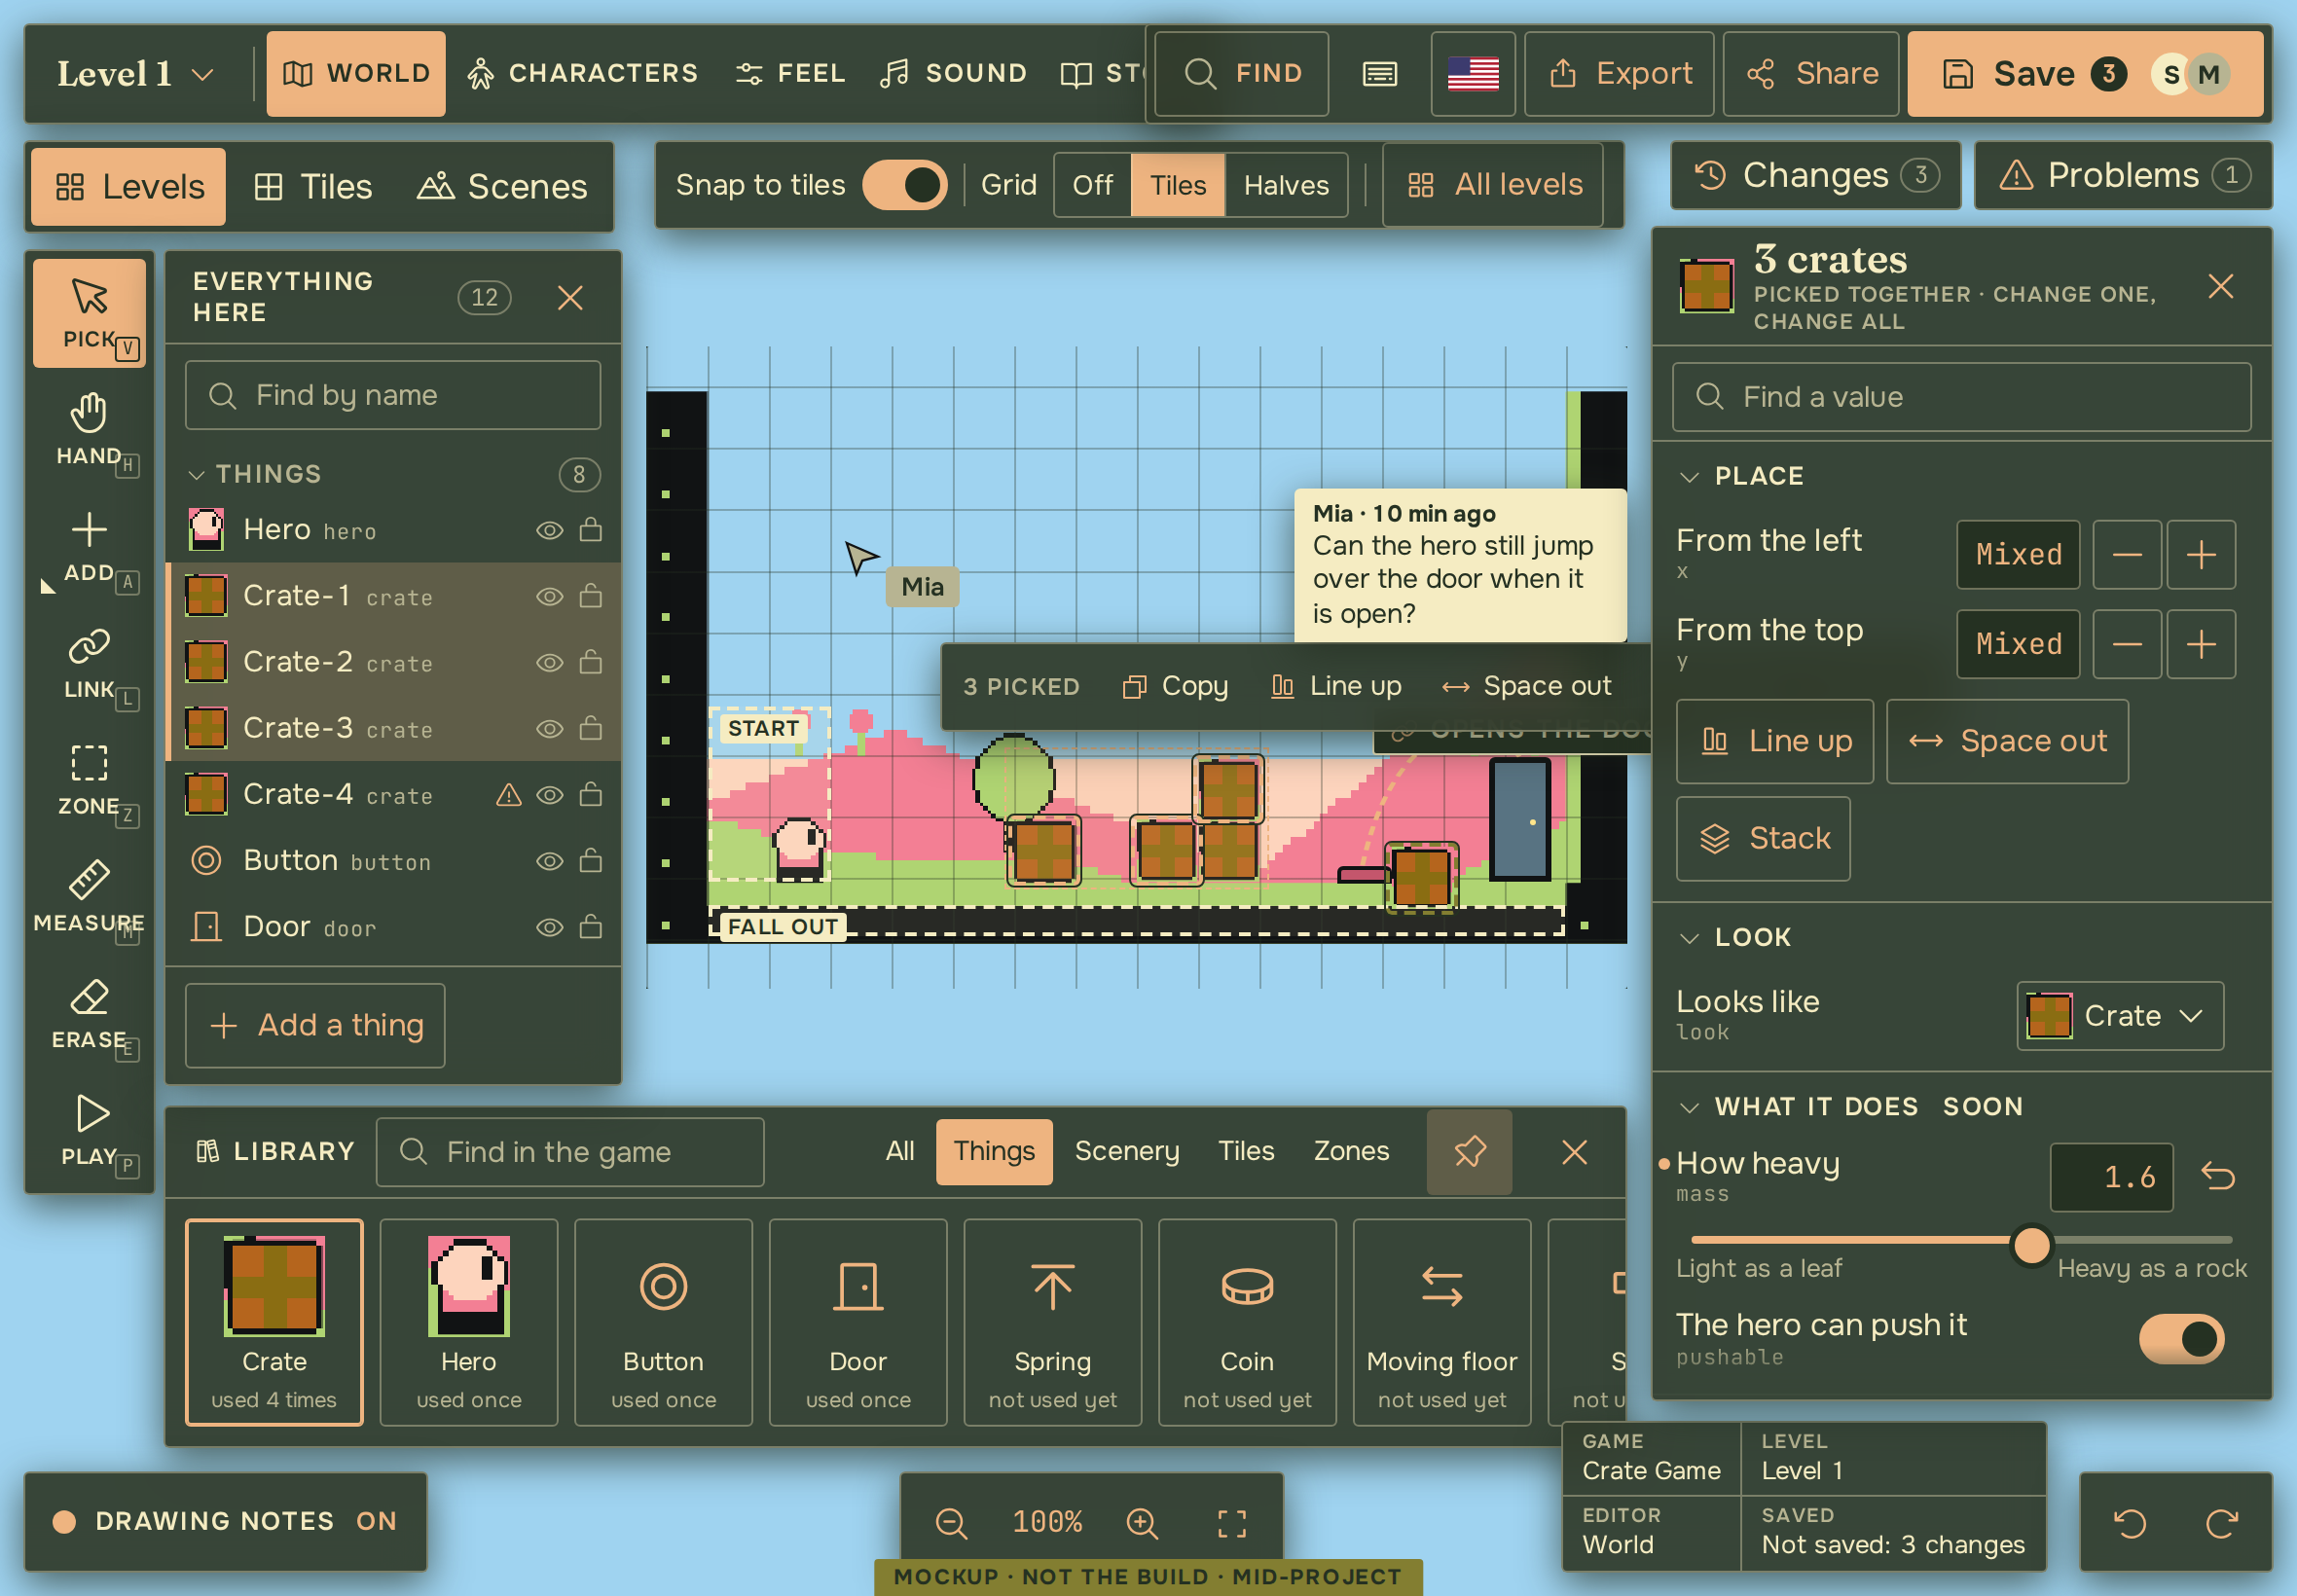 Level 1
WORLD
CHARACTERS
FEEL
SOUND
FIND
Export
Share
Save 3
S M
Levels
Tiles
Scenes
Snap to tiles
Grid
Off
Tiles
Halves
All levels
Changes 3
Problems 1
PICK V
HAND H
ADD A
LINK L
ZONE Z
MEASURE M
ERASE E
PLAY P
EVERYTHING
HERE
12
Find by name
THINGS 8
Hero hero
Crate-1 crate
Crate-2 crate
Crate-3 crate
Crate-4 crate
Button button
Door door
Add a thing
Mia
Mia · 10 min ago
Can the hero still jump
over the door when it
is open?
3 PICKED
Copy
Line up
Space out
OPENS THE
START
FALL OUT
3 crates
PICKED TOGETHER · CHANGE ONE,
CHANGE ALL
Find a value
PLACE
From the left
x
Mixed
From the top
y
Mixed
Line up
Space out
Stack
LOOK
Looks like
look
Crate
WHAT IT DOES SOON
How heavy
mass
1.6
Light as a leaf
Heavy as a rock
The hero can push it
pushable
LIBRARY
Find in the game
All
Things
Scenery
Tiles
Zones
Crate
used 4 times
Hero
used once
Button
used once
Door
used once
Spring
not used yet
Coin
not used yet
Moving floor
not used yet
DRAWING NOTES ON
100%
GAME
Crate Game
LEVEL
Level 1
EDITOR
World
SAVED
Not saved: 3 changes
MOCKUP · NOT THE BUILD · MID-PROJECT